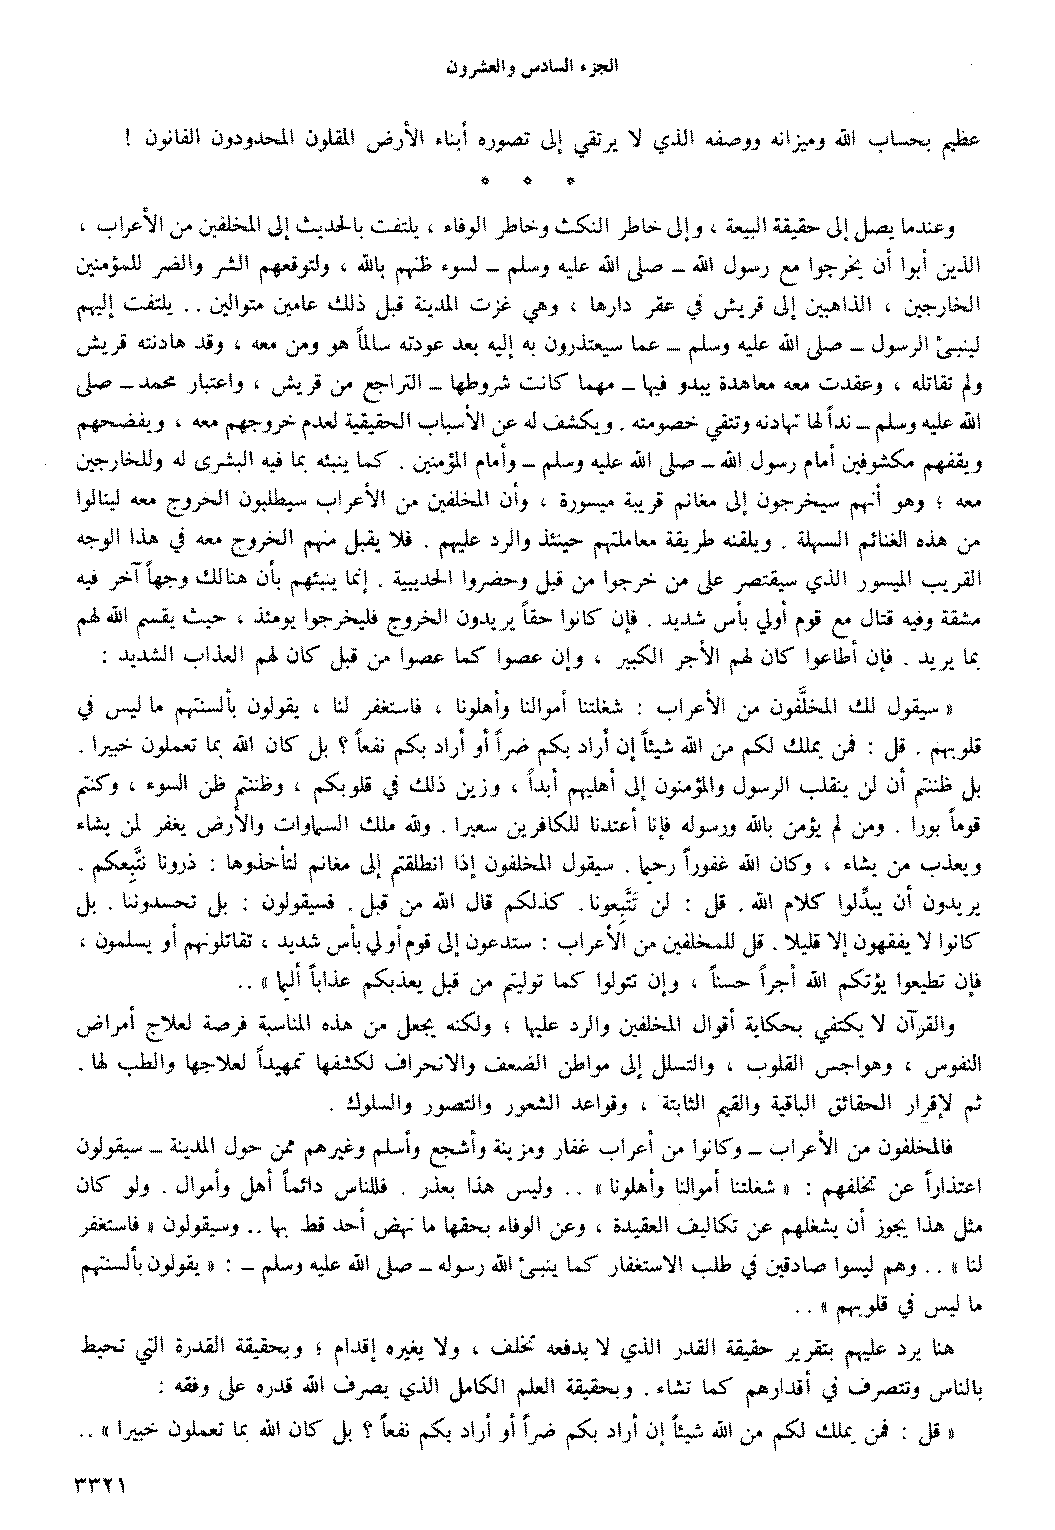 الجزء السادس والعشرون
عظيم بحساب الله وميزانه ووصفه الذي لا يرتقي إلى تصوره أبناء الأرض المقلون المحدودون الفانون !
* * *
وعندما يصل إلى حقيقة البيعة ، وإلى خاطر النكث وخاطر الوفاء ، يلتفت بالحديث إلى المخلفين من الأعراب ،
الذين أبوا أن يخرجوا مع رسول الله – صلى الله عليه وسلم – لسوء ظنهم بالله ، ولتوقعهم الشر والضر للمؤمنين
الخارجين ، الذاهبين إلى قريش في عقر دارها ، وهي غزت المدينة قبل ذلك عامين متوالين .. يلتفت إليهم
لينبئ الرسول – صلى الله عليه وسلم – عما سيعتذرون به إليه بعد عودته سالماً هو ومن معه ، وقد هادنته قريش
ولم تقاتله ، وعقدت معه معاهدة يبدو فيها – مهما كانت شروطها – التراجع من قريش ، واعتبار محمد – صلى
الله عليه وسلم – نداً لها تهادنه وتتقي خصومته . ويكشف له عن الأسباب الحقيقية لعدم خروجهم معه ، ويفضحهم
ويقفهم مكشوفين أمام رسول الله – صلى الله عليه وسلم – وأمام المؤمنين . كما ينبئه بما فيه البشرى له وللخارجين
معه ؛ وهو أنهم سيخرجون إلى مغانم قريبة ميسورة ، وأن المخلفين من الأعراب سيطلبون الخروج معه لينالوا
من هذه الغنائم السهلة . ويلقنه طريقة معاملتهم حينئذ والرد عليهم . فلا يقبل منهم الخروج معه في هذا الوجه
القريب الميسور الذي سيقتصر على من خرجوا من قبل وحضروا الحديبية . إنما ينبئهم بأن هنالك وجهاً آخر فيه
مشقة وفيه قتال مع قوم أولي بأس شديد . فإن كانوا حقاً يريدون الخروج فليخرجوا يومئذ ، حيث يقسم الله لهم
بما يريد . فإن أطاعوا كان لهم الأجر الكبير ، وإن عصوا كما عصوا من قبل كان لهم العذاب الشديد :
« سيقول لك المخلَّفون من الأعراب : شغلتنا أموالنا وأهلونا ، فاستغفر لنا ، يقولون بألسنتهم ما ليس في
قلوبهم . قل : فمن يملك لكم من الله شيئاً إن أراد بكم ضراً أو أراد بكم نفعاً ؟ بل كان الله بما تعملون خبيرا .
بل ظننتم أن لن ينقلب الرسول والمؤمنون إلى أهليهم أبداً ، وزين ذلك في قلوبكم ، وظننتم ظن السوء ، وكنتم
قوماً بورا . ومن لم يؤمن بالله ورسوله فإنا أعتدنا للكافرين سعيرا . ولله ملك السماوات والأرض يغفر لمن يشاء
ويعذب من يشاء ، وكان الله غفوراً رحيما . سيقول المخلفون إذا انطلقتم إلى مغانم لتأخذوها : ذرونا نتَّبعكم .
يريدون أن يبدِّلوا كلام الله . قل : لن تَتَّبعونا . كذلكم قال الله من قبل . فسيقولون : بل تحسدوننا . بل
كانوا لا يفقهون إلا قليلا . قل للمخلفين من الأعراب : ستدعون إلى قوم أولي بأس شديد ، تقاتلونهم أو يسلمون ،
فإن تطيعوا يؤتكم الله أجراً حسناً ، وإن تتولوا كما توليتم من قبل يعذبكم عذاباً أليما » ..
والقرآن لا يكتفي بحكاية أقوال المخلفين والرد عليها ؛ ولكنه يجعل من هذه المناسبة فرصة لعلاج أمراض
النفوس ، وهواجس القلوب ، والتسلل إلى مواطن الضعف والانحراف لكشفها تمهيداً لعلاجها والطب لها .
ثم لإقرار الحقائق الباقية والقيم الثابتة ، وقواعد الشعور والتصور والسلوك .
فالمخلفون من الأعراب – وكانوا من أعراب غفار ومزينة وأشجع وأسلم وغيرهم ممن حول المدينة – سيقولون
اعتذاراً عن تخلفهم : « شغلتنا أموالنا وأهلونا » .. وليس هذا بعذر . فللناس دائماً أهل وأموال . ولو كان
مثل هذا يجوز أن يشغلهم عن تكاليف العقيدة ، وعن الوفاء بحقها ما نهض أحد قط بها .. وسيقولون « فاستغفر
لنا » .. وهم ليسوا صادقين في طلب الاستغفار كما ينبئ الله رسوله – صلى الله عليه وسلم – : « يقولون بألسنتهم
ما ليس في قلوبهم » ..
هنا يرد عليهم بتقرير حقيقة القدر الذي لا يدفعه تخلف ، ولا يغيره إقدام ؛ وبحقيقة القدرة التي تحيط
بالناس وتتصرف في أقدارهم كما تشاء . وبحقيقة العلم الكامل الذي يصرف الله قدره على وفقه :
« قل : فمن يملك لكم من الله شيئاً إن أراد بكم ضراً أو أراد بكم نفعاً ؟ بل كان الله بما تعملون خبيرا » ..
٣٣٢١